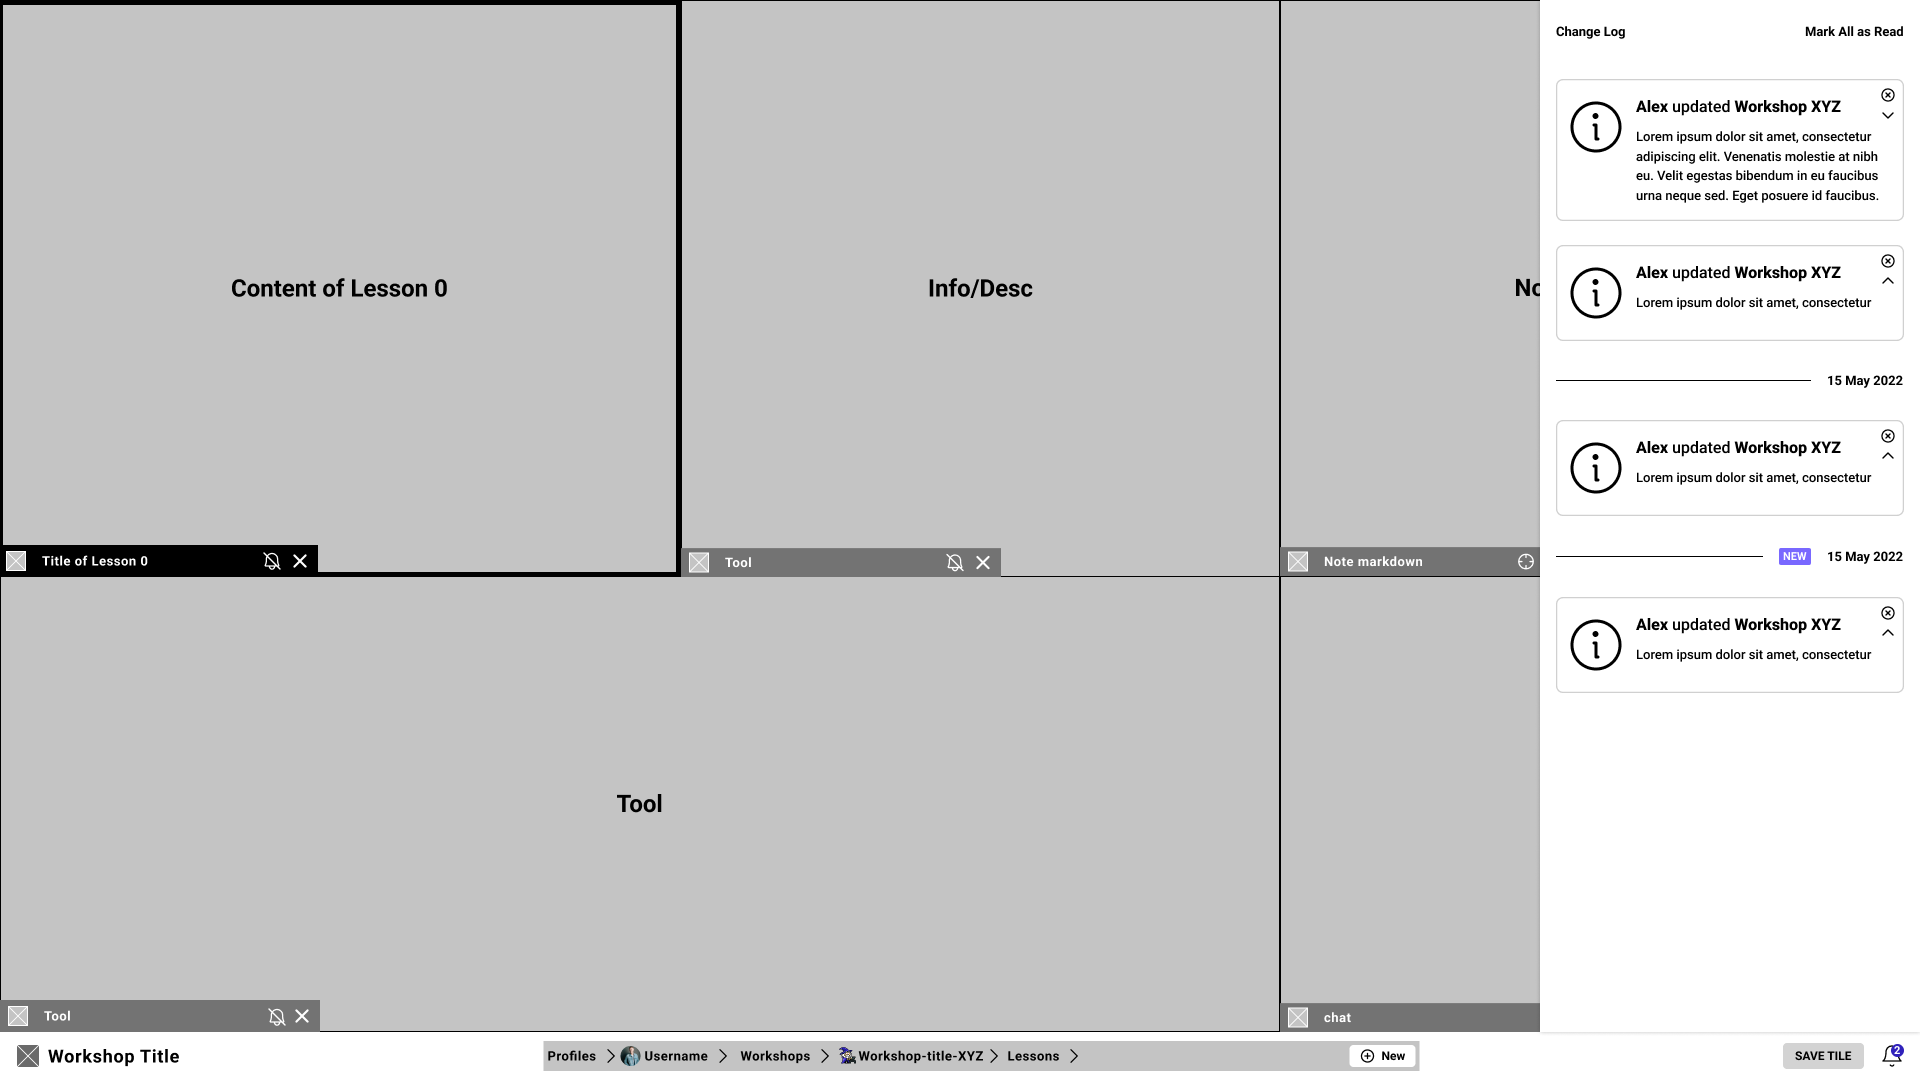 Content of Lesson 0
Title of Lesson 0
Info/Desc
Tool
No
Note markdown
Tool
Tool
chat
Change Log
Mark All as Read
Alex updated Workshop XYZ
Lorem ipsum dolor sit amet, consectetur
adipiscing elit. Venenatis molestie at nibh
eu. Velit egestas bibendum in eu faucibus
urna neque sed. Eget posuere id faucibus.
Alex updated Workshop XYZ
Lorem ipsum dolor sit amet, consectetur
15 May 2022
Alex updated Workshop XYZ
Lorem ipsum dolor sit amet, consectetur
NEW 15 May 2022
Alex updated Workshop XYZ
Lorem ipsum dolor sit amet, consectetur
Workshop Title
Profiles Username Workshops Workshop-title-XYZ Lessons
New
SAVE TILE
2